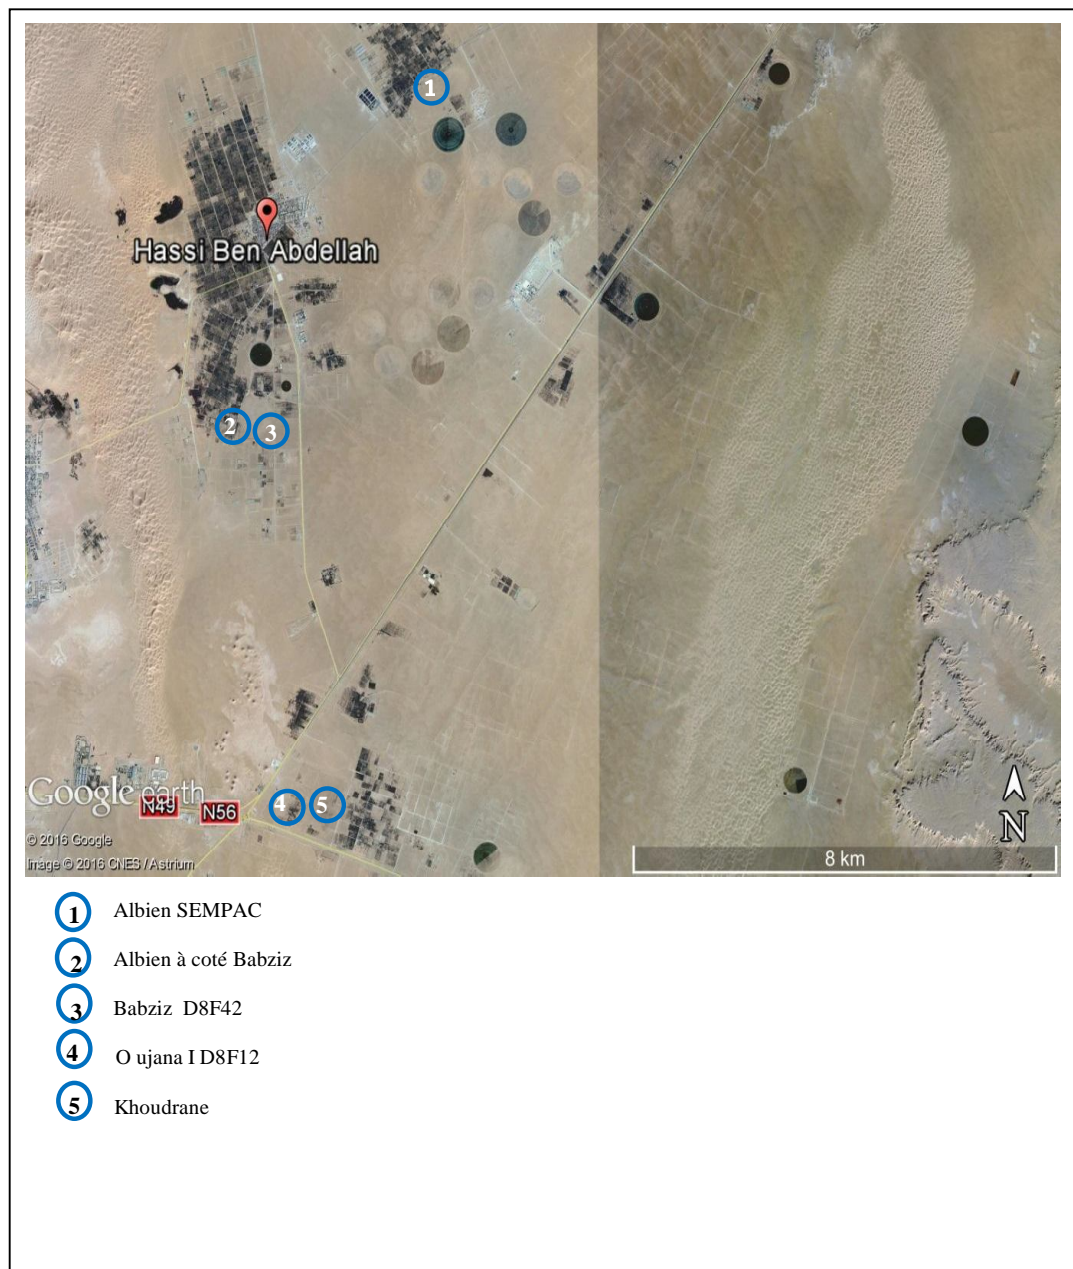 1
Hassi Ben Abdellah
2
3
4
5
Google earth
N49
N56
© 2016 Google
Image © 2016 CNES / Astrium
N
8 km
1 Albien SEMPAC
2 Albien à coté Babziz
3 Babziz D8F42
4 O ujana I D8F12
5 Khoudrane